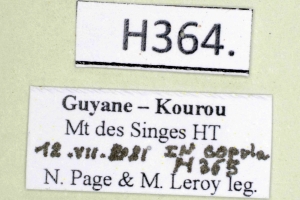 H364.
Guyane – Kourou
Mt des Singes HT
12.VII.2021 IN copula
H365
N. Page & M. Leroy leg.